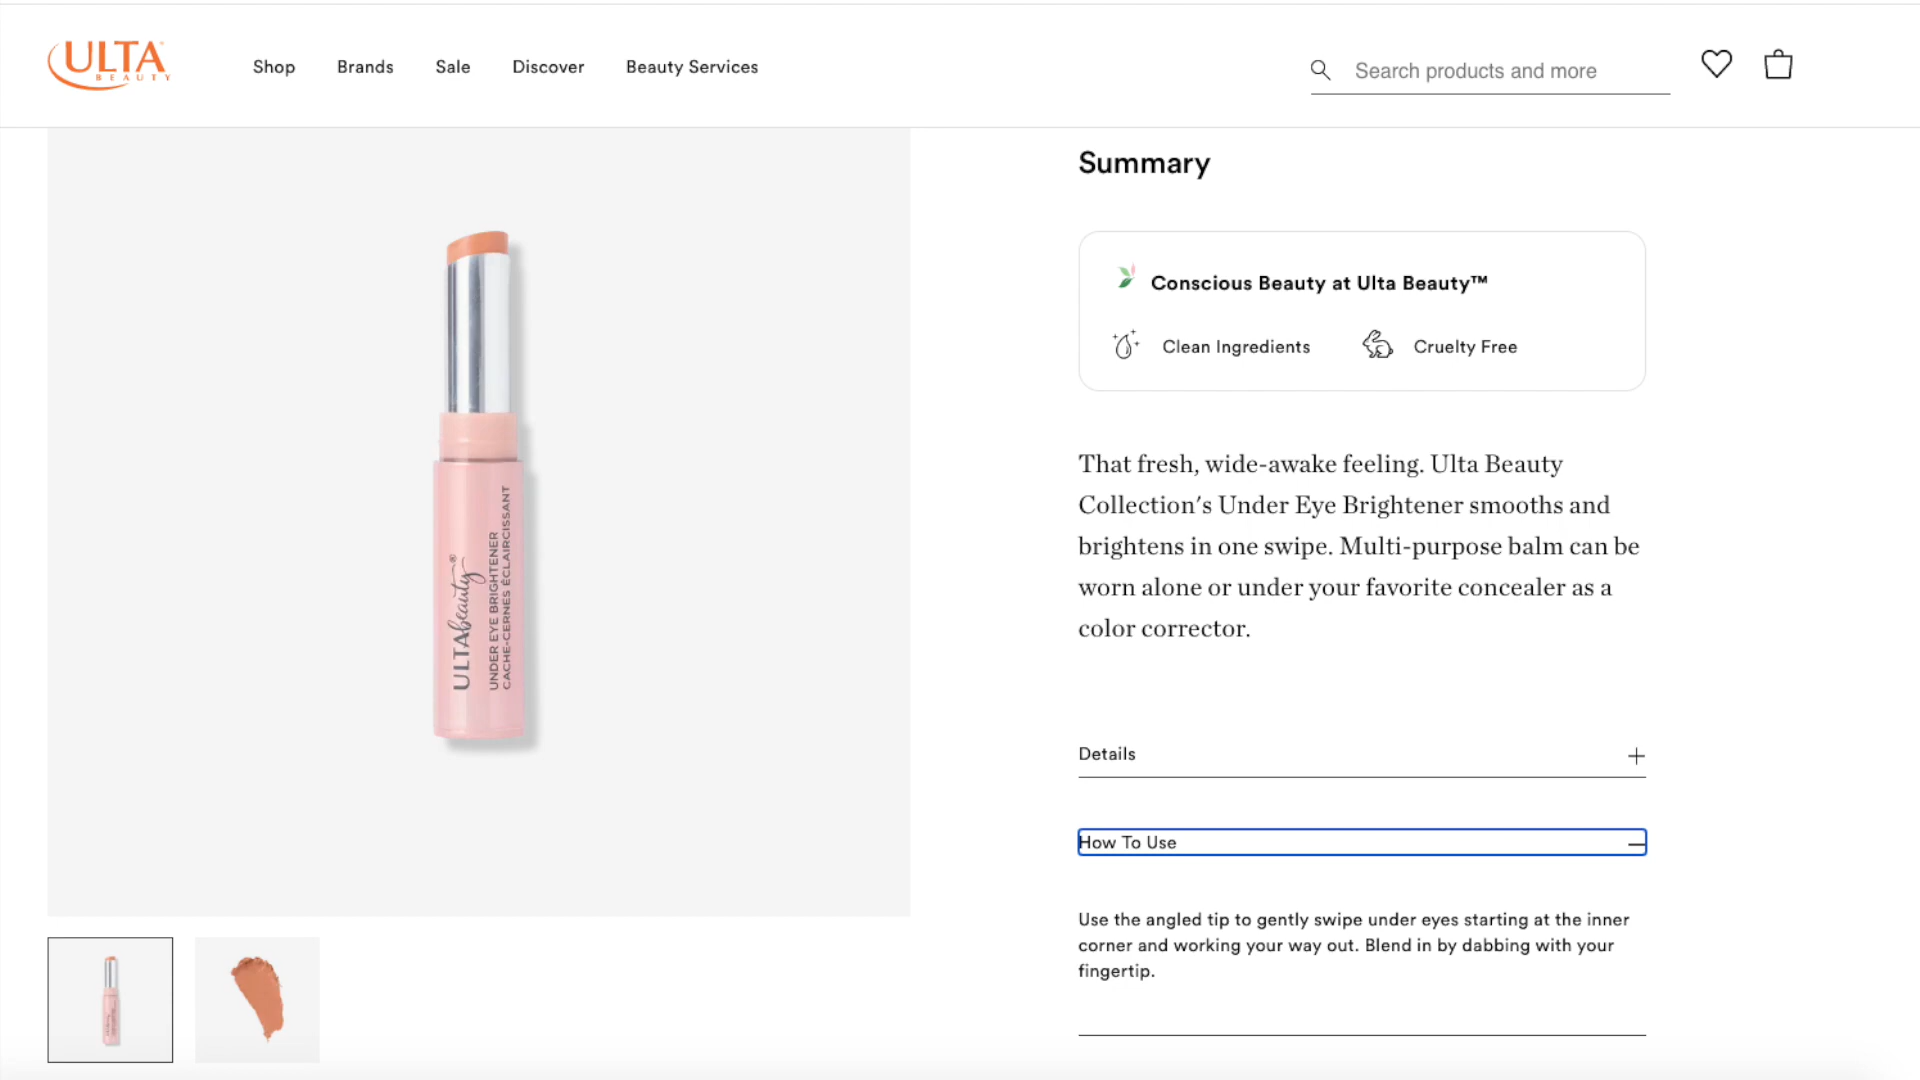 ULTA
BEAUTY
Shop
Brands
Sale
Discover
Beauty Services
Search products and more
Summary
Conscious Beauty at Ulta Beauty™
Clean Ingredients
Cruelty Free
That fresh, wide-awake feeling. Ulta Beauty
Collection's Under Eye Brightener smooths and
brightens in one swipe. Multi-purpose balm can be
worn alone or under your favorite concealer as a
color corrector.
Details
How To Use
Use the angled tip to gently swipe under eyes starting at the inner
corner and working your way out. Blend in by dabbing with your
fingertip.
ULTAbeauty®
UNDER EYE BRIGHTENER
CACHE-CERNES ÉCLAIRCISSANT